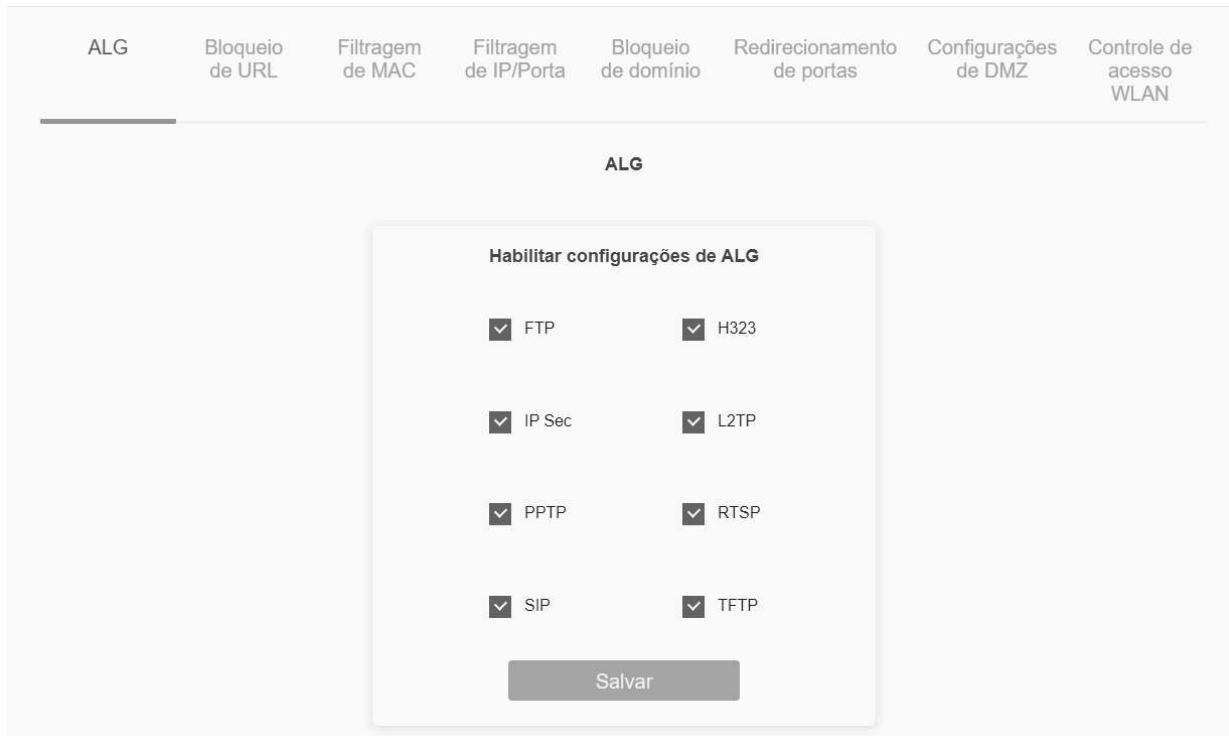 ALG
Bloqueio
de URL
Filtragem
de MAC
Filtragem
de IP/Porta
Bloqueio
de domínio
Redirecionamento
de portas
Configurações
de DMZ
Controle de
acesso
WLAN
ALG
Habilitar configurações de ALG
FTP
H323
IP Sec
L2TP
PPTP
RTSP
SIP
TFTP
Salvar